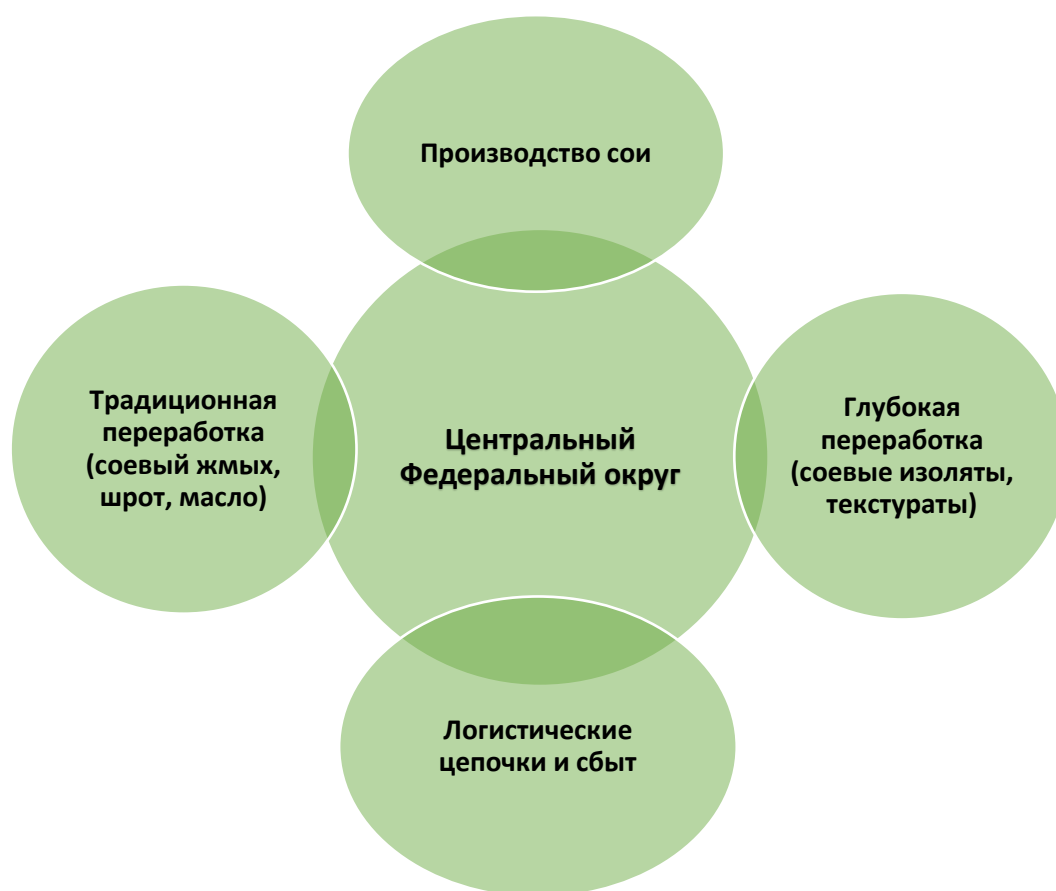 Производство сои
Традиционная
переработка
(соевый жмых,
шрот, масло)
Центральный
Федеральный округ
Глубокая
переработка
(соевые изоляты,
текстураты)
Логистические
цепочки и сбыт